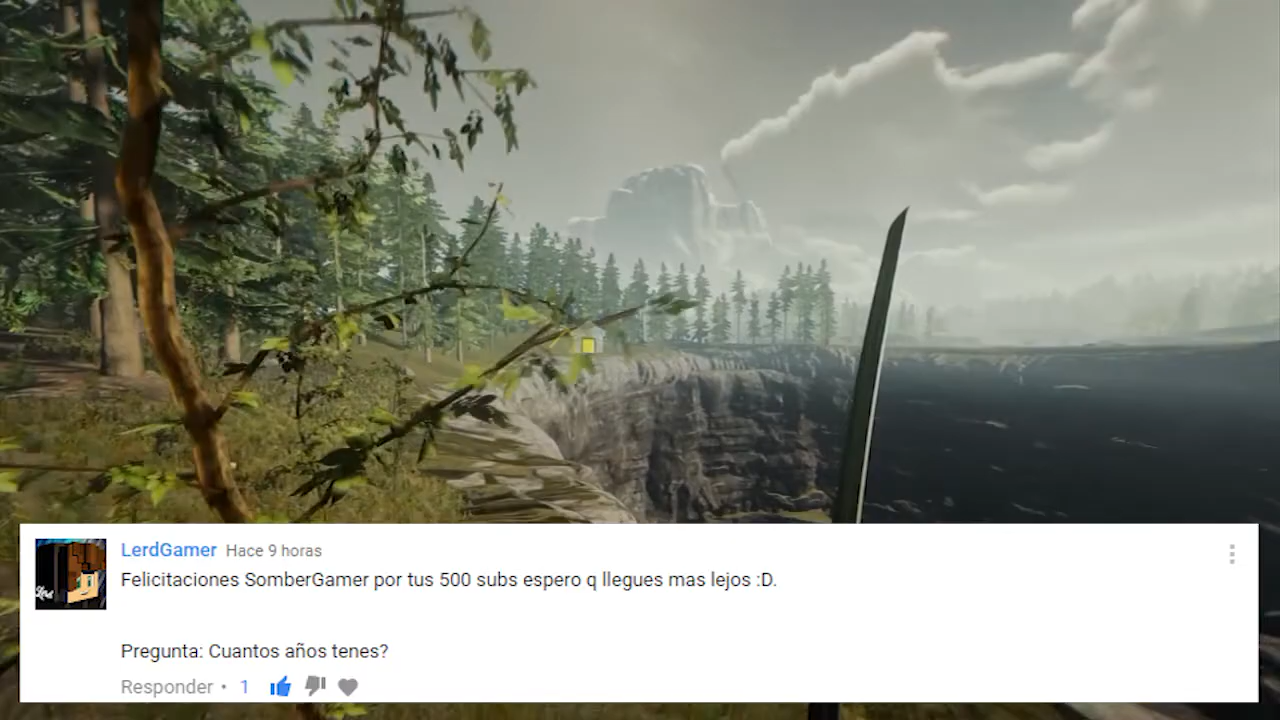 LerdGamer Hace 9 horas
Felicitaciones SomberGamer por tus 500 subs espero q llegues mas lejos :D.
Pregunta: Cuantos años tenes?
Responder • 1